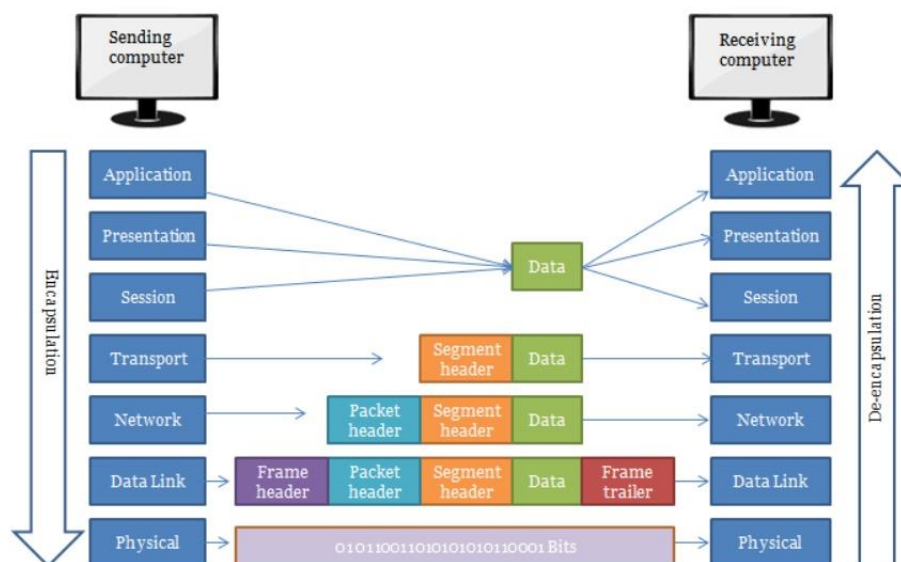 Sending
computer
Receiving
computer
Application
Application
Presentation
Presentation
Data
Session
Session
Encapsulation
De-encapsulation
Transport
Segment
header
Data
Transport
Network
Packet
header
Segment
header
Data
Network
Data Link
Frame
header
Packet
header
Segment
header
Data
Frame
trailer
Data Link
Physical
0101100110101010110001 Bits
Physical